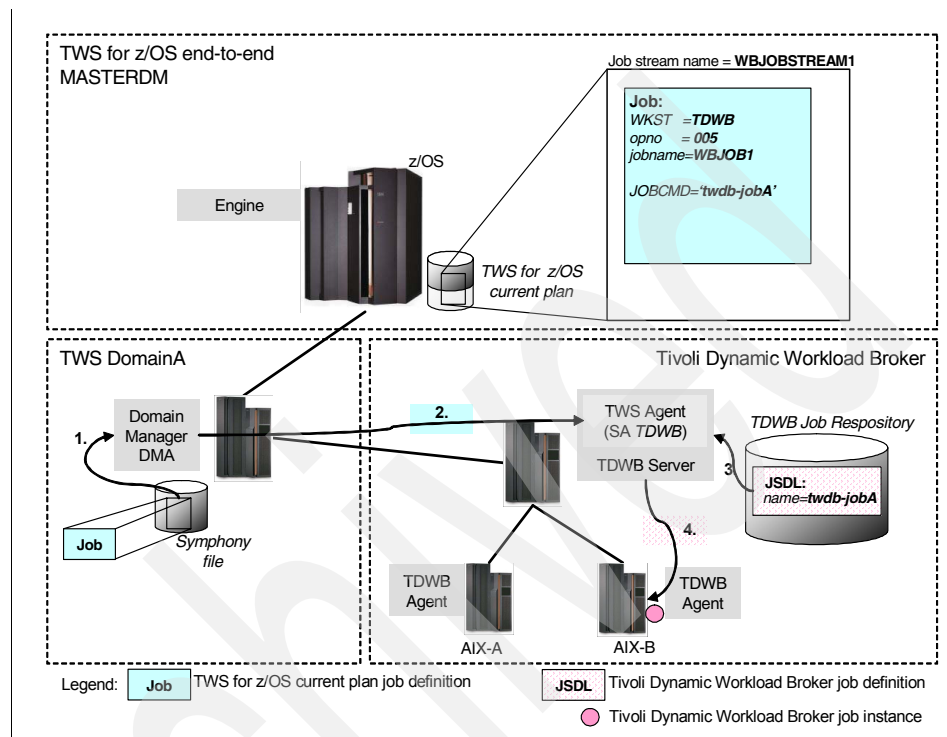 TWS for z/OS end-to-end
MASTERDM
Job stream name = WBJOBSTREAM1
Job:
WKST =TDWB
opno = 005
jobname=WBJOB1
JOBCMD='twdb-jobA'
z/OS
Engine
TWS for z/OS
current plan
TWS DomainA
Tivoli Dynamic Workload Broker
Domain
Manager
DMA
1.
2.
TWS Agent
(SA TDWB)
TDWB Server
TDWB Job Respository
3
JSDL:
name=twdb-jobA
Job
Symphony
file
4.
TDWB
Agent
TDWB
Agent
AIX-A
AIX-B
Legend:
Job
TWS for z/OS current plan job definition
JSDL
Tivoli Dynamic Workload Broker job definition
Tivoli Dynamic Workload Broker job instance